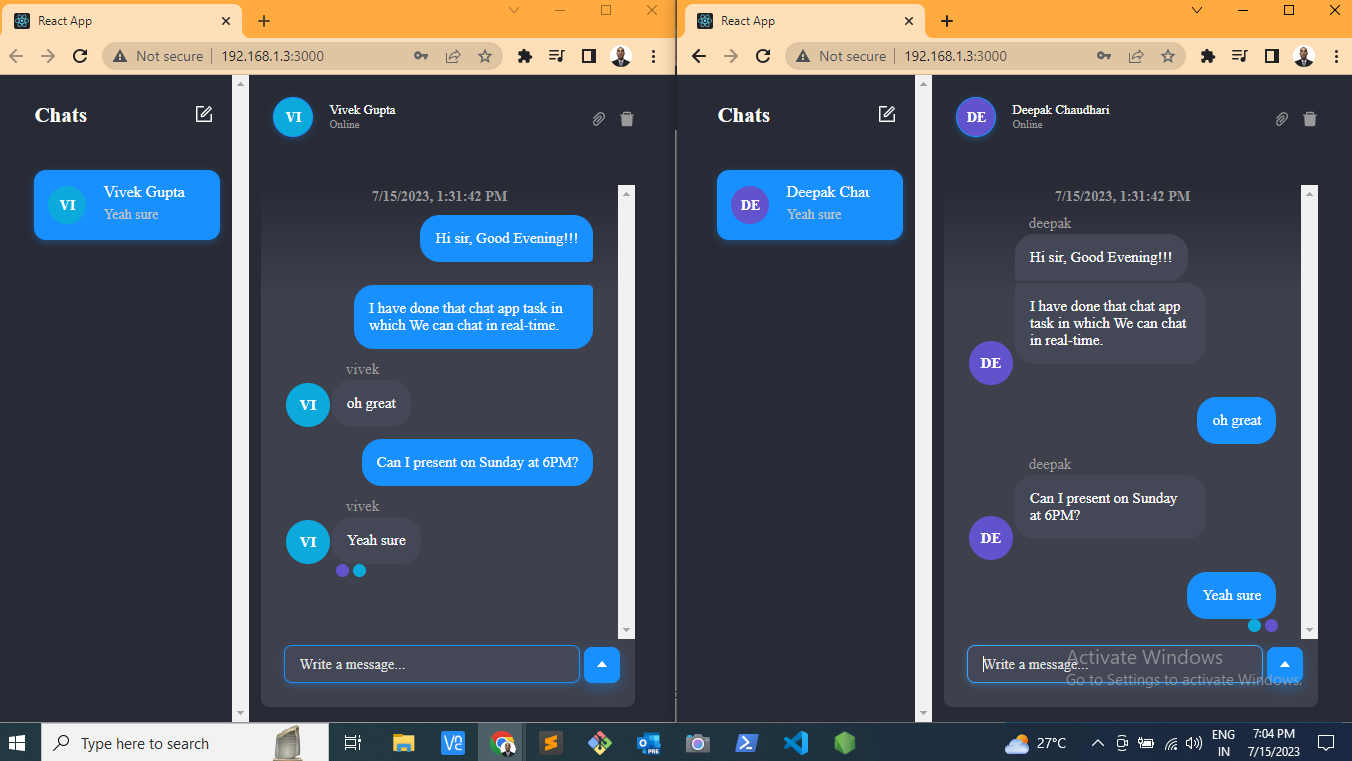 React App
Not secure
192.168.1.3:3000
Chats
VI
Vivek Gupta
Yeah sure
VI
Vivek Gupta
Online
7/15/2023, 1:31:42 PM
Hi sir, Good Evening!!!
I have done that chat app task in
which We can chat in real-time.
vivek
VI
oh great
Can I present on Sunday at 6PM?
vivek
VI
Yeah sure
Write a message...
React App
Not secure
192.168.1.3:3000
Chats
DE
Deepak Chau
Yeah sure
DE
Deepak Chaudhari
Online
7/15/2023, 1:31:42 PM
deepak
Hi sir, Good Evening!!!
I have done that chat app
task in which We can chat
in real-time.
DE
oh great
deepak
Can I present on Sunday
at 6PM?
DE
Yeah sure
Write a message...
Activate Windows
Go to Settings to activate Windows.
Type here to search
PRE
27°C
ENG
IN
7:04 PM
7/15/2023